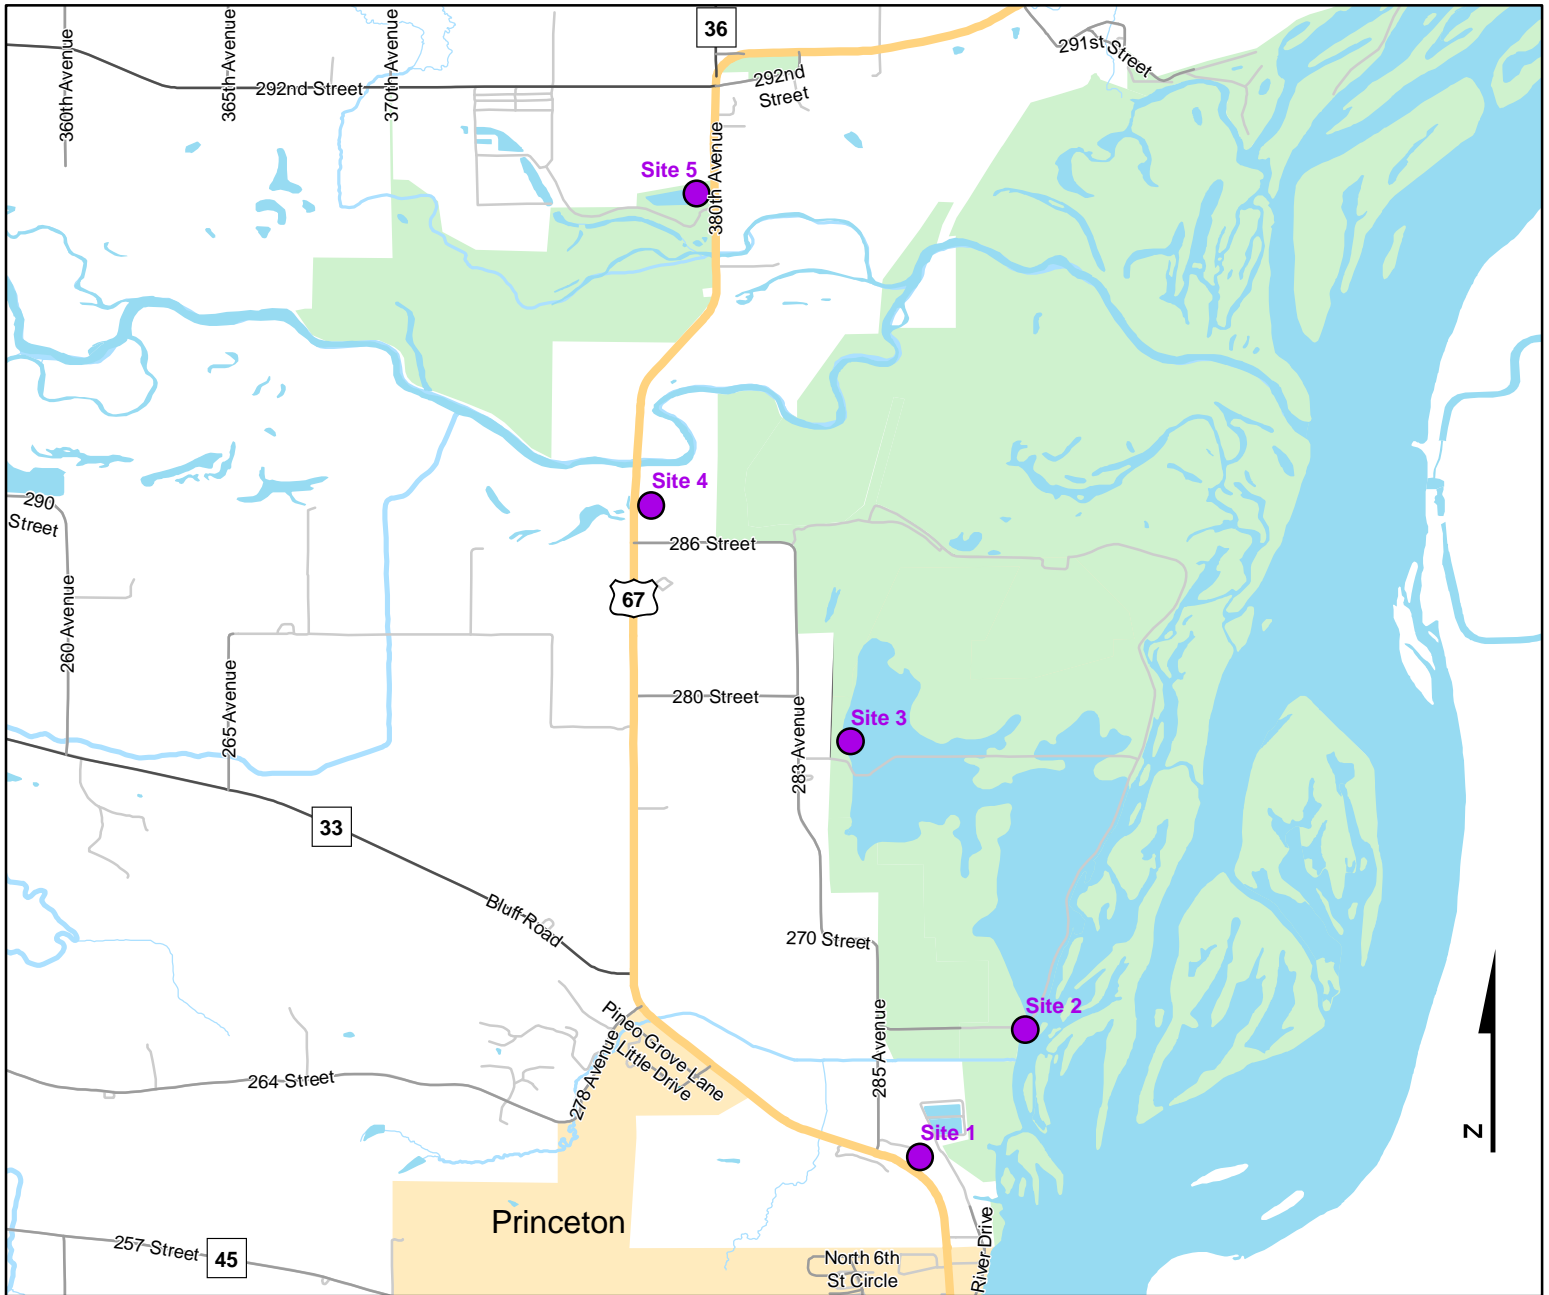 360th Avenue
365th Avenue
370th Avenue
36
291st Street
292nd Street
292nd
Street
380th Avenue
Site 5
Site 4
290
Street
286 Street
67
260 Avenue
265 Avenue
280 Street
283 Avenue
Site 3
33
Bluff Road
270 Street
285 Avenue
Site 2
Pineo Grove Lane
Little Drive
278 Avenue
264 Street
Site 1
N
Princeton
257 Street
45
North 6th
St Circle
River Drive